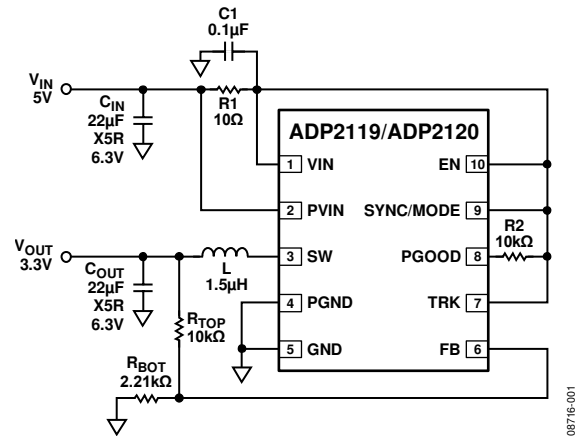 C1
0.1µF
VIN
5V
CIN
22µF
X5R
6.3V
R1
10Ω
ADP2119/ADP2120
1 VIN
EN 10
2 PVIN
SYNC/MODE 9
R2
10kΩ
VOUT
3.3V
COUT
22µF
X5R
6.3V
L
1.5µH
3 SW
PGOOD 8
4 PGND
TRK 7
RTOP
10kΩ
5 GND
FB 6
RBOT
2.21kΩ
08716-001